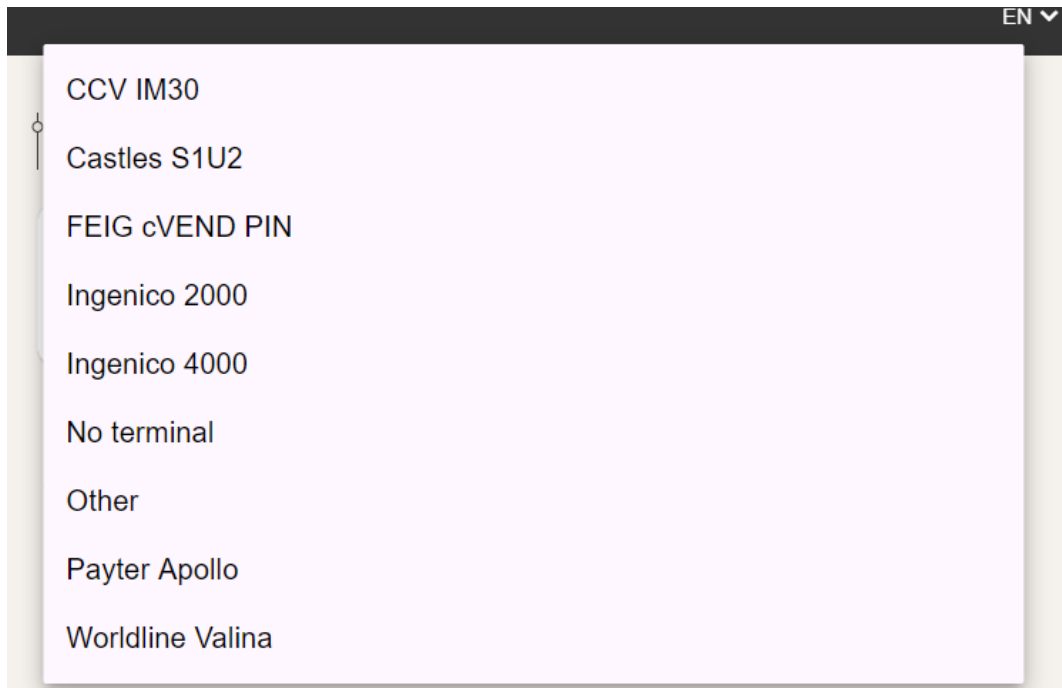 EN
CCV IM30
Castles S1U2
FEIG cVEND PIN
Ingenico 2000
Ingenico 4000
No terminal
Other
Payter Apollo
Worldline Valina